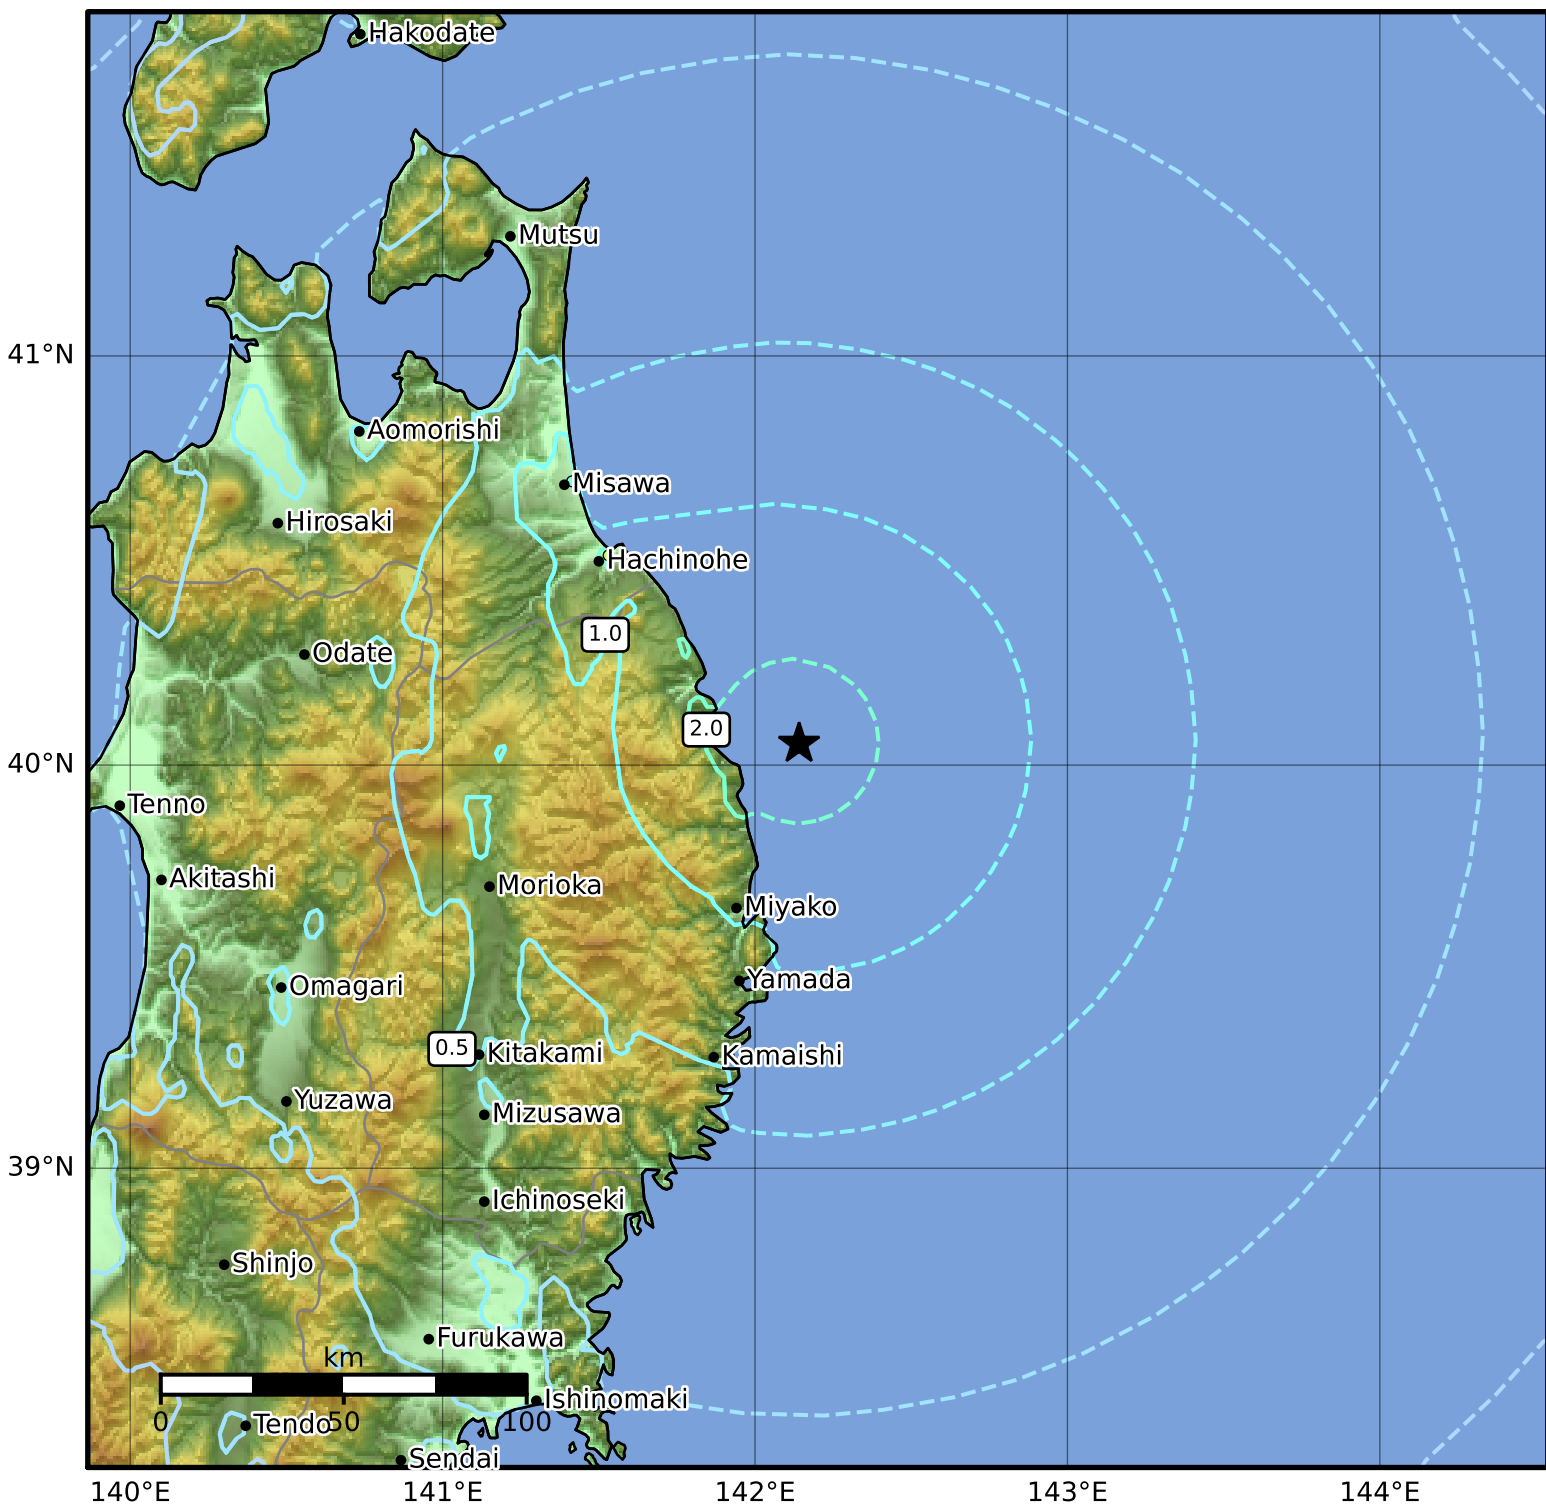 Hakodate
Mutsu
41°N
Aomorishi
Misawa
Hirosaki
Hachinohe
1.0
Odate
2.0
40°N
Tenno
Akitashi
Morioka
Miyako
Yamada
Omagari
0.5
Kitakami
Kamaishi
Yuzawa
Mizusawa
39°N
Ichinoseki
Shinjo
Furukawa
km
Ishinomaki
0 50 100
Tendo
Sendai
140°E 141°E 142°E 143°E 144°E